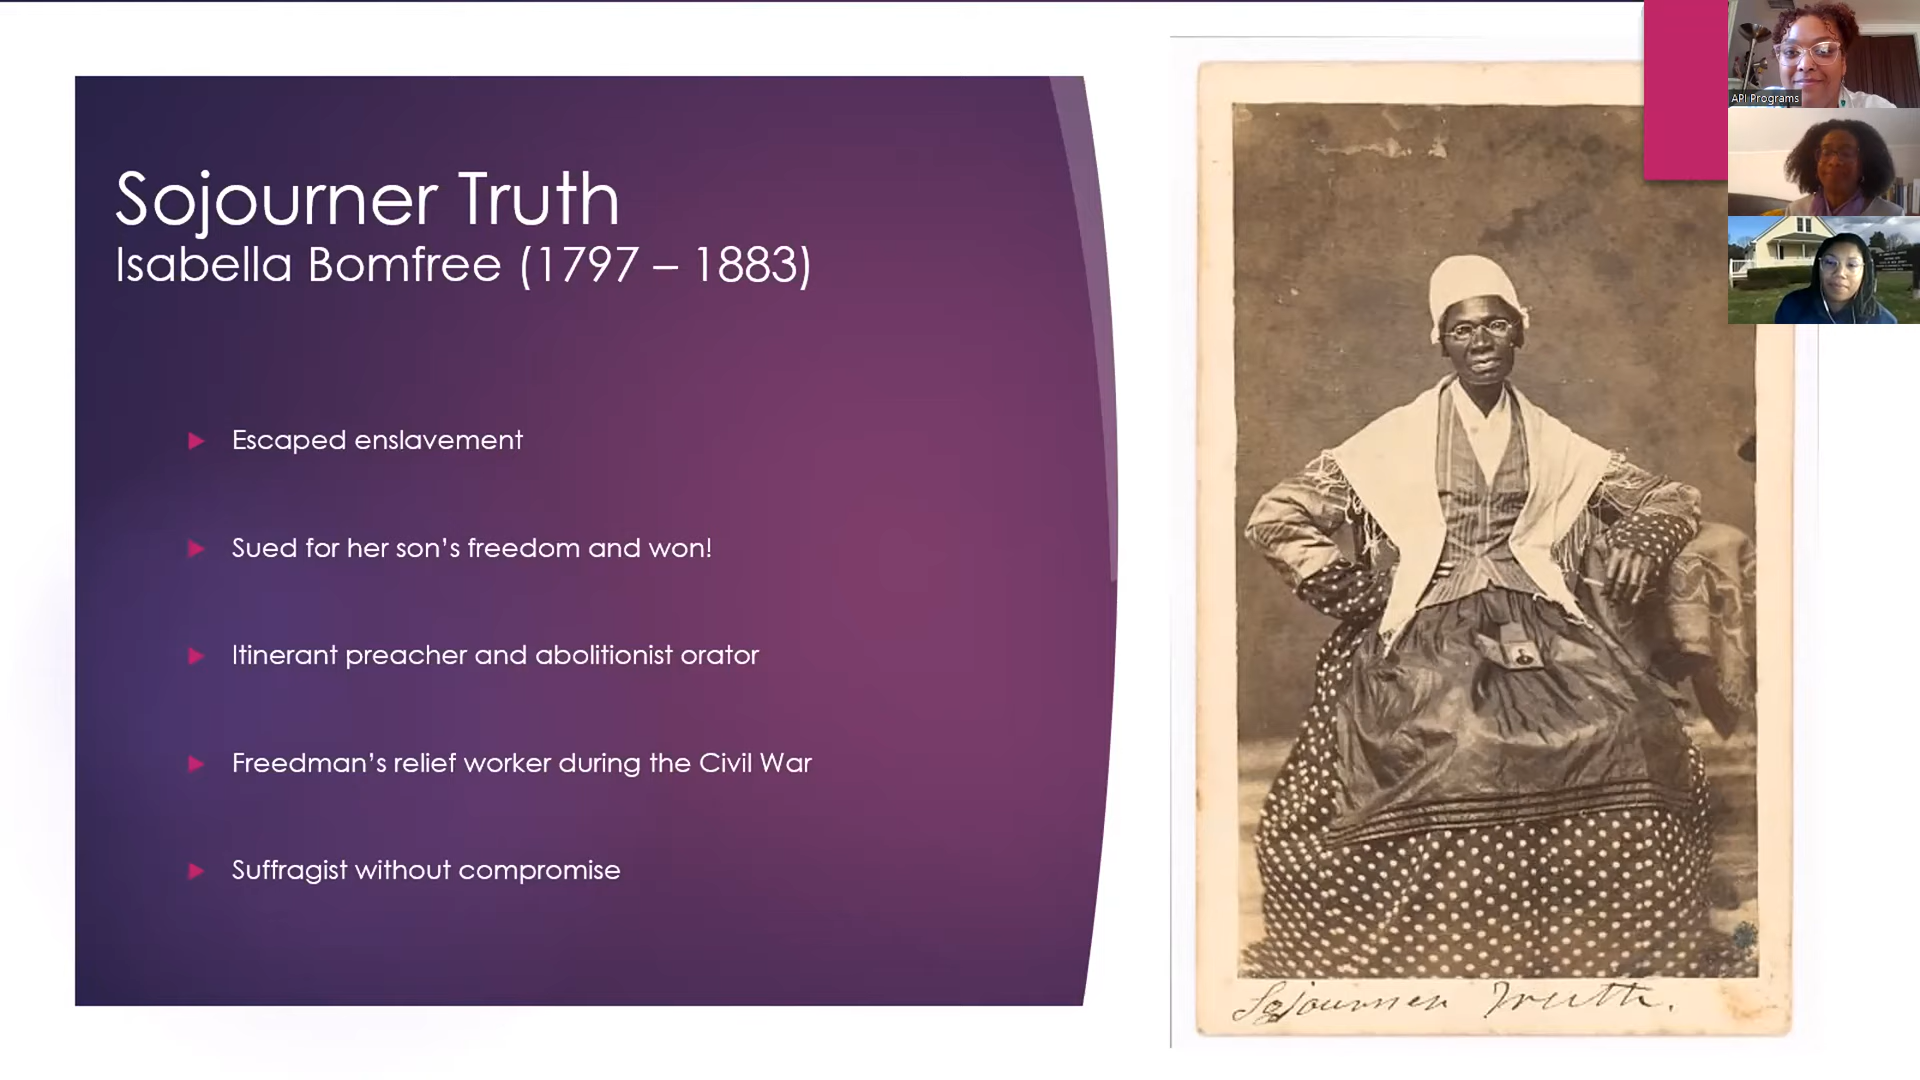 Sojourner Truth
Isabella Bomfree (1797 – 1883)
Escaped enslavement
Sued for her son's freedom and won!
Itinerant preacher and abolitionist orator
Freedman's relief worker during the Civil War
Suffragist without compromise
Sojourner Truth.
API Programs